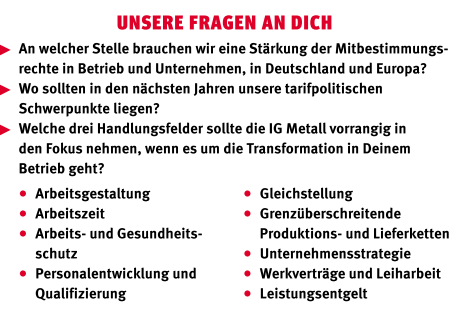 UNSERE FRAGEN AN DICH
▶ An welcher Stelle brauchen wir eine Stärkung der Mitbestimmungs-
rechte in Betrieb und Unternehmen, in Deutschland und Europa?
▶ Wo sollten in den nächsten Jahren unsere tarifpolitischen
Schwerpunkte liegen?
▶ Welche drei Handlungsfelder sollte die IG Metall vorrangig in
den Fokus nehmen, wenn es um die Transformation in Deinem
Betrieb geht?
• Arbeitsgestaltung
• Arbeitszeit
• Arbeits- und Gesundheits-
schutz
• Personalentwicklung und
Qualifizierung
• Gleichstellung
• Grenzüberschreitende
Produktions- und Lieferketten
• Unternehmensstrategie
• Werkverträge und Leiharbeit
• Leistungsentgelt